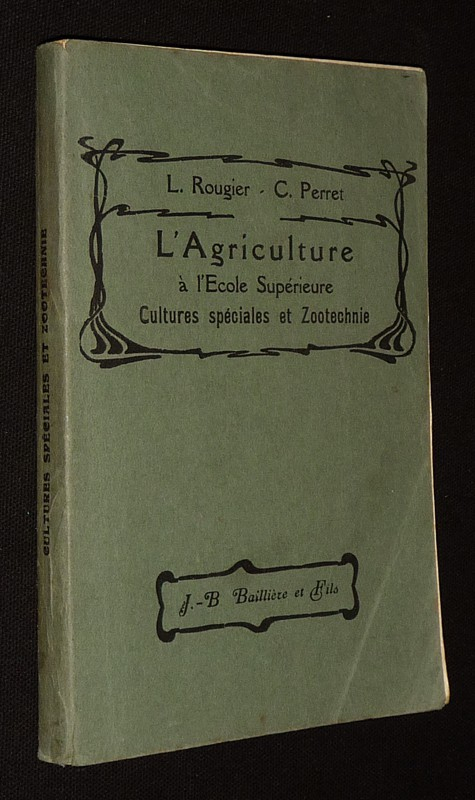 L. Rougier - C. Perret
L'Agriculture
à l'Ecole Supérieure
Cultures spéciales et Zootechnie
J.-B Baillière et Fils
CULTURES SPÉCIALES ET ZOOTECHNIE